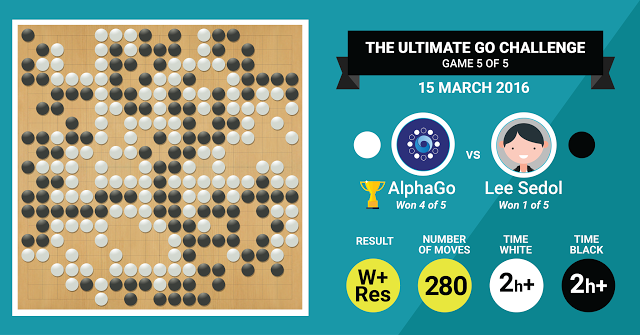 THE ULTIMATE GO CHALLENGE
GAME 5 OF 5
15 MARCH 2016
VS
AlphaGo
Won 4 of 5
Lee Sedol
Won 1 of 5
RESULT
W+
Res
NUMBER
OF MOVES
280
TIME
WHITE
2h+
TIME
BLACK
2h+